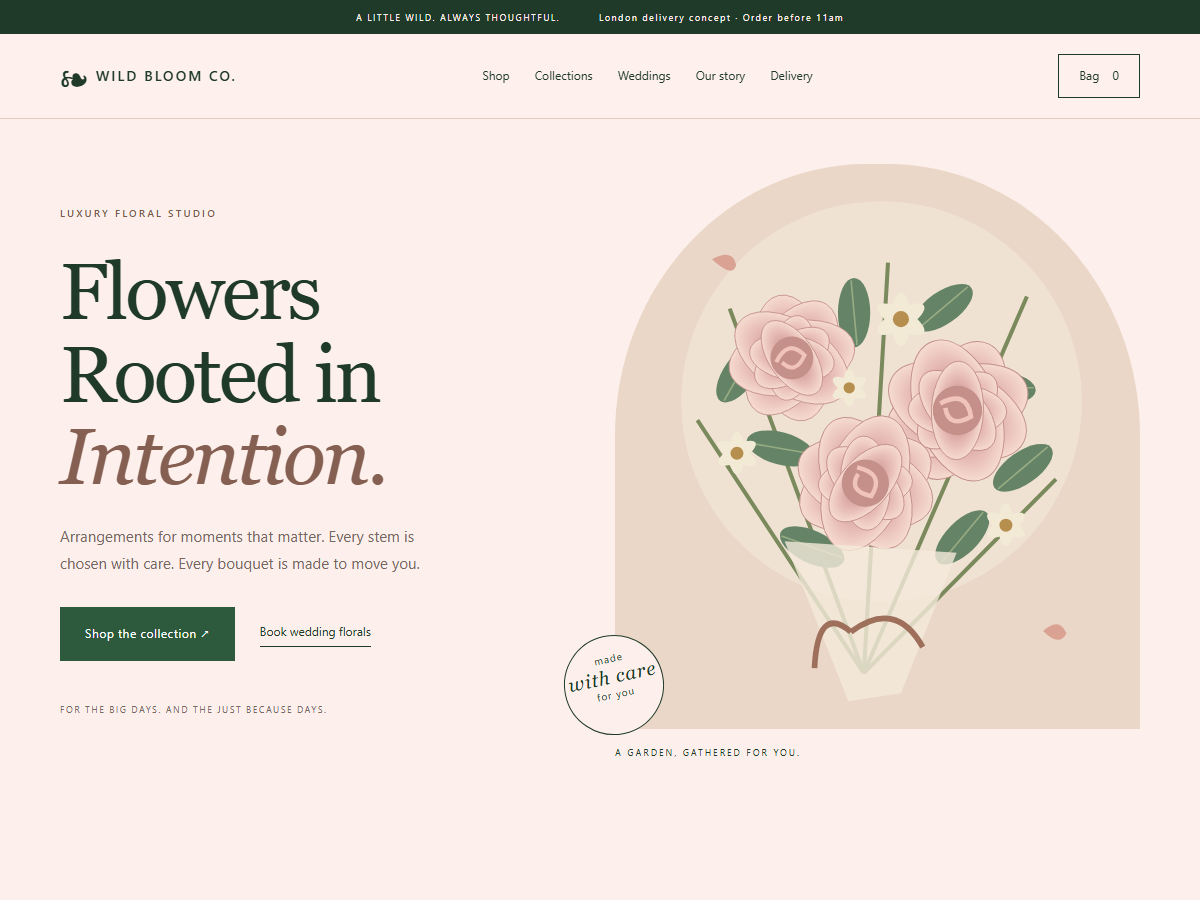 A LITTLE WILD. ALWAYS THOUGHTFUL.
London delivery concept · Order before 11am
WILD BLOOM CO.
Shop
Collections
Weddings
Our story
Delivery
Bag 0
LUXURY FLORAL STUDIO
Flowers
Rooted in
Intention.
Arrangements for moments that matter. Every stem is
chosen with care. Every bouquet is made to move you.
Shop the collection ↗
Book wedding florals
FOR THE BIG DAYS. AND THE JUST BECAUSE DAYS.
made
with care
for you
A GARDEN, GATHERED FOR YOU.